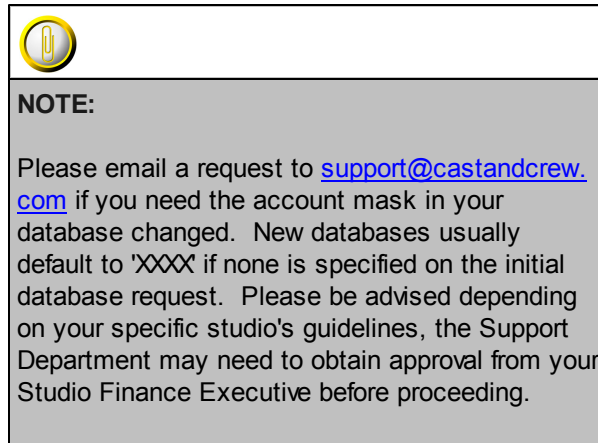 NOTE:
Please email a request to support@castandcrew.
com if you need the account mask in your
database changed.  New databases usually
default to 'XXXX' if none is specified on the initial
database request.  Please be advised depending
on your specific studio's guidelines, the Support
Department may need to obtain approval from your
Studio Finance Executive before proceeding.